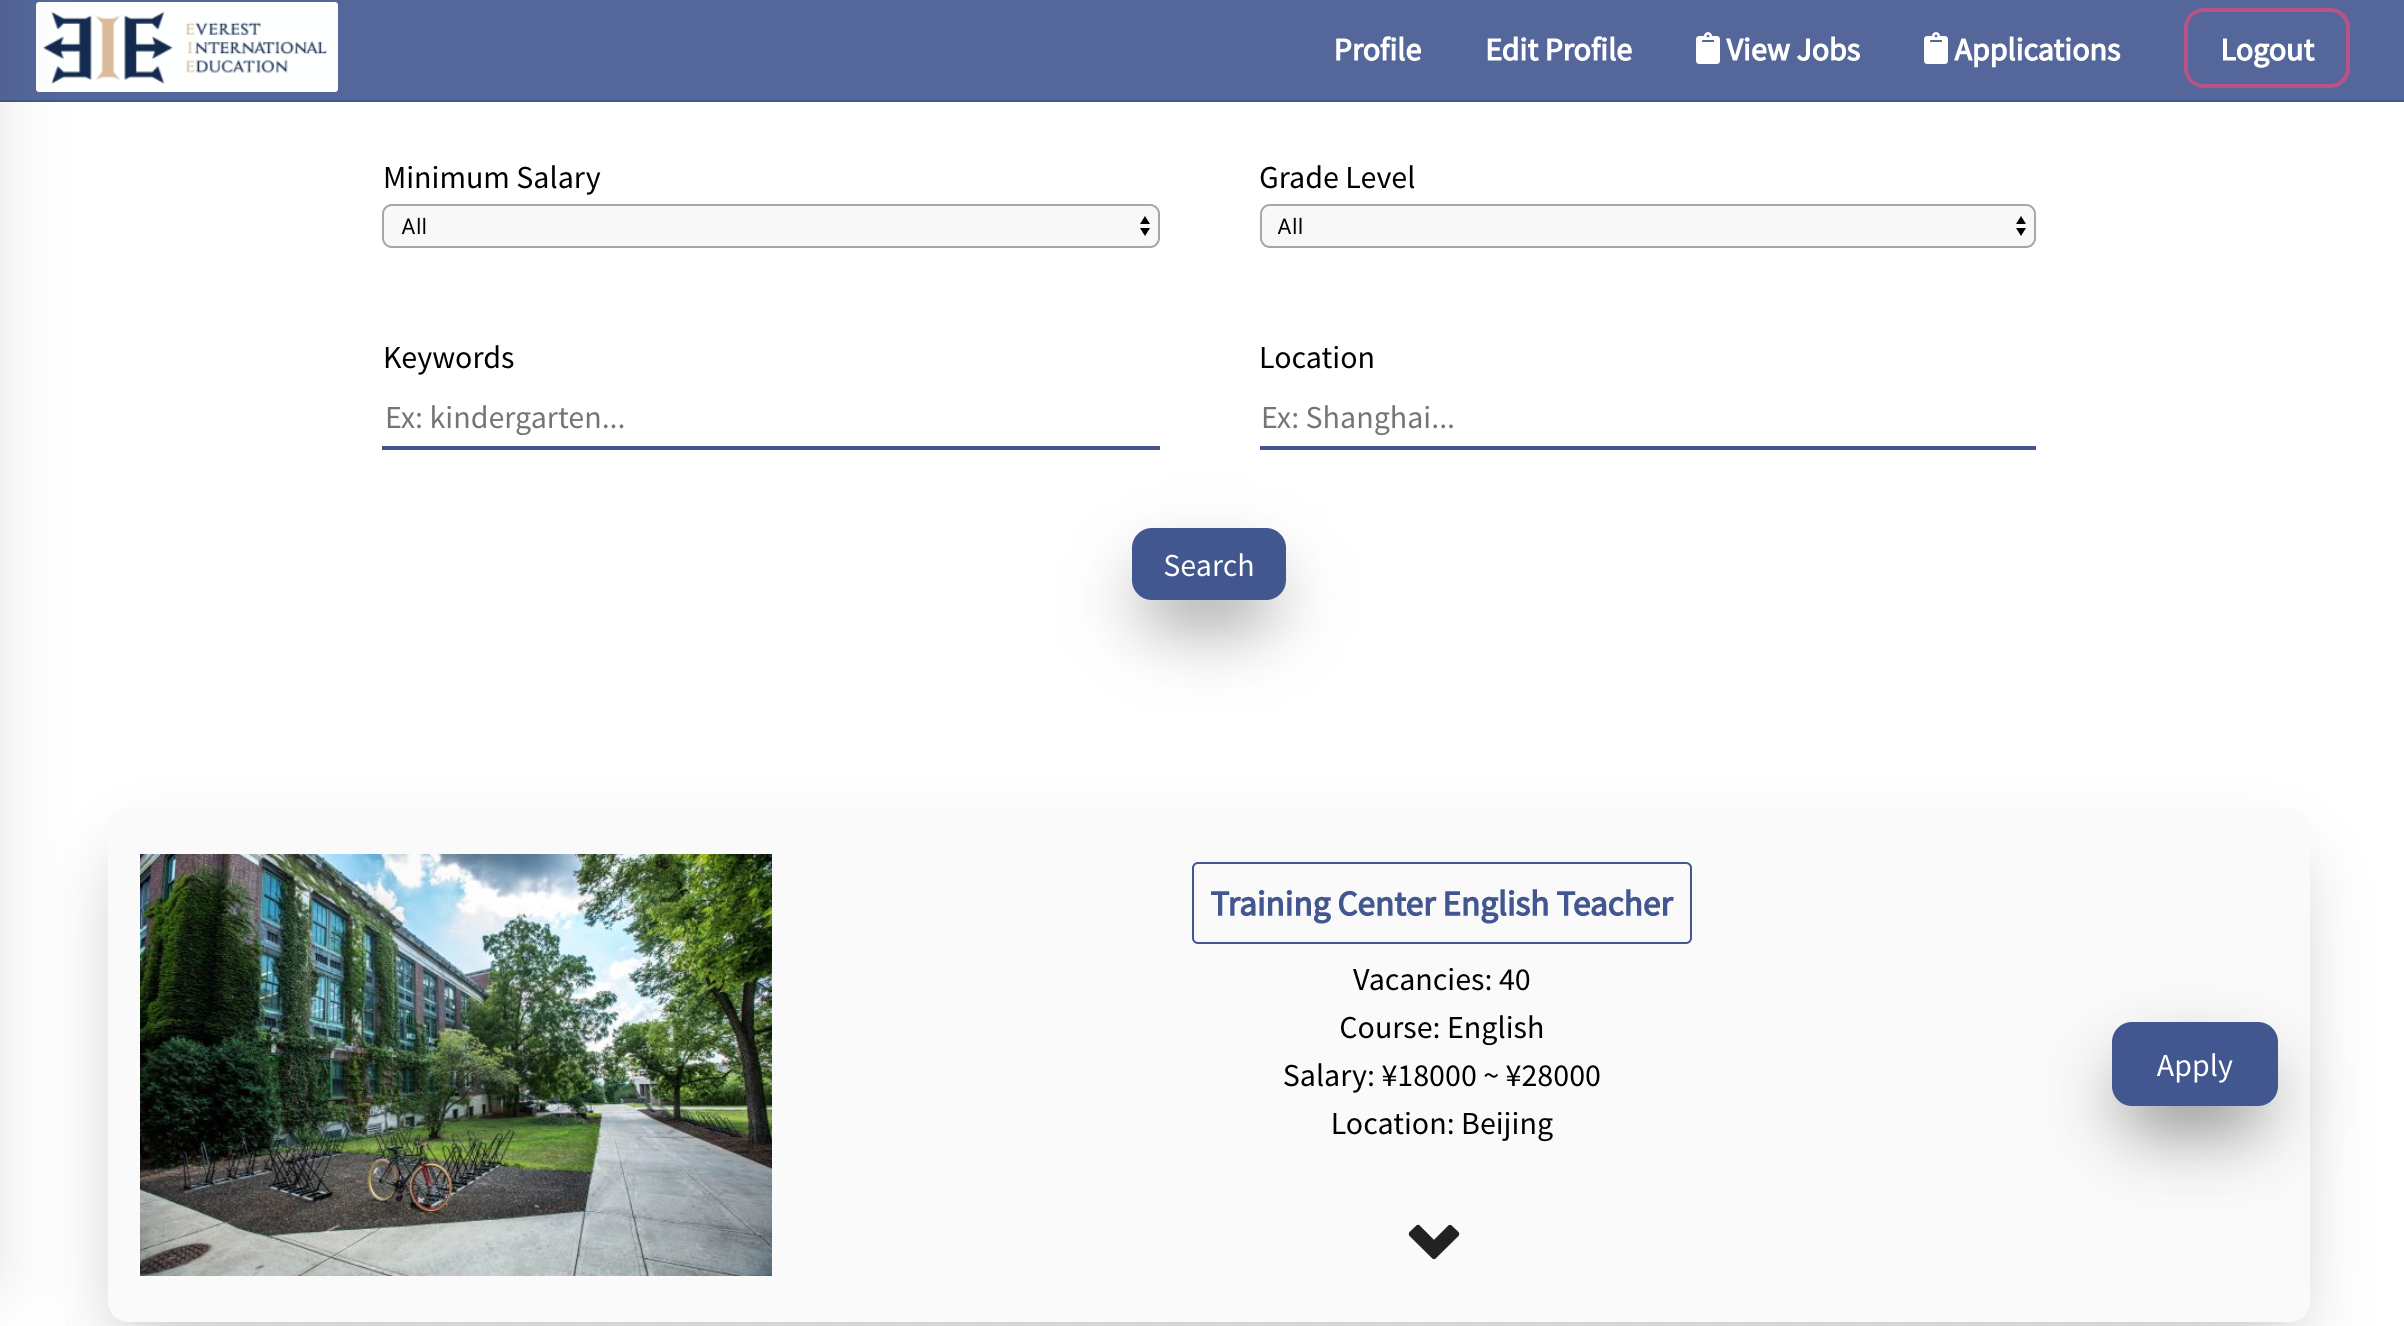 EVEREST
INTERNATIONAL
EDUCATION
Profile
Edit Profile
View Jobs
Applications
Logout
Minimum Salary
Grade Level
All
All
Keywords
Location
Ex: kindergarten...
Ex: Shanghai...
Search
Training Center English Teacher
Vacancies: 40
Course: English
Salary: ¥18000 ~ ¥28000
Location: Beijing
Apply